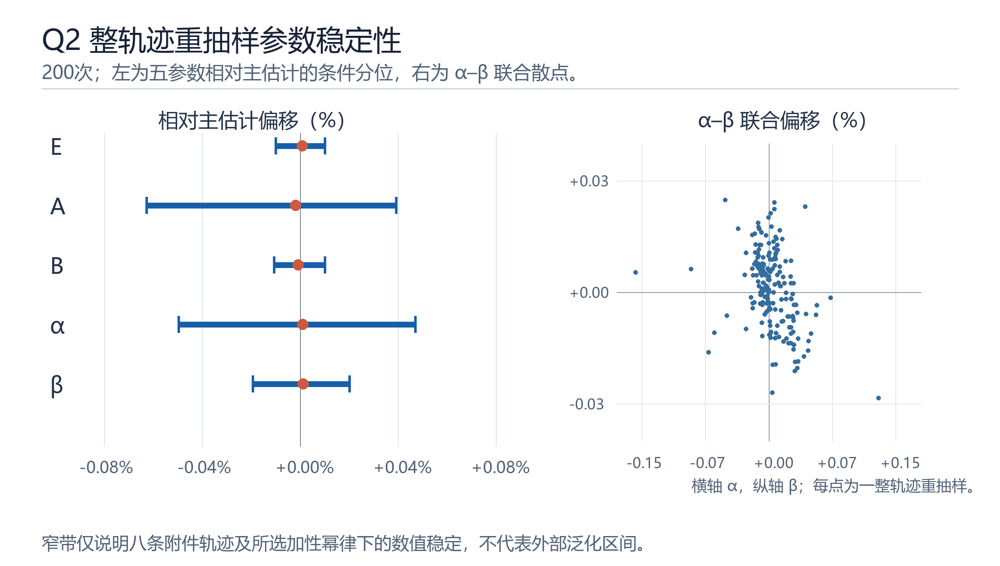 Q2 整轨迹重抽样参数稳定性
200次；左为五参数相对主估计的条件分位，右为 α–β 联合散点。
相对主估计偏移（%）
E
A
B
α
β
-0.08%
-0.04%
+0.00%
+0.04%
+0.08%
α–β 联合偏移（%）
+0.03
+0.00
-0.03
-0.15
-0.07
+0.00
+0.07
+0.15
横轴 α，纵轴 β；每点为一整轨迹重抽样。
窄带仅说明八条附件轨迹及所选加性幂律下的数值稳定，不代表外部泛化区间。